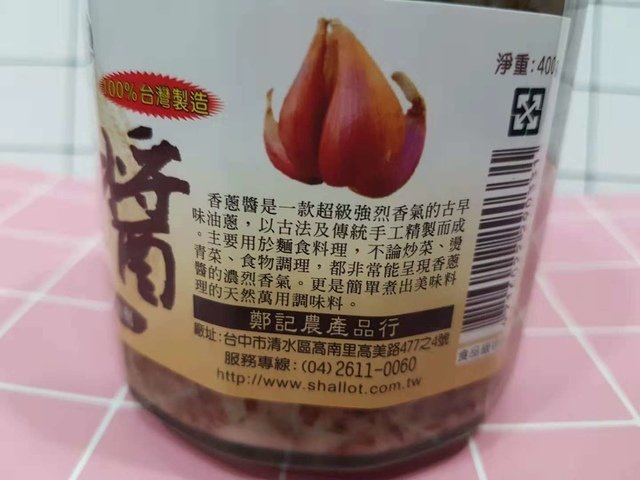 淨重: 400
100%台灣製造
醬
香蔥醬是一款超級強烈香氣的古早
味油蔥，以古法及傳統手工精製而成
。主要用於麵食料理，不論炒菜、燙
青菜、食物調理，都非常能呈現香蔥
醬的濃烈香氣。更是簡單煮出美味料
理的天然萬用調味料。
鄭記農產品行
廠址:台中市清水區高南里高美路477之4號
服務專線: (04) 2611-0060
http://www.shallot.com.tw
食品級